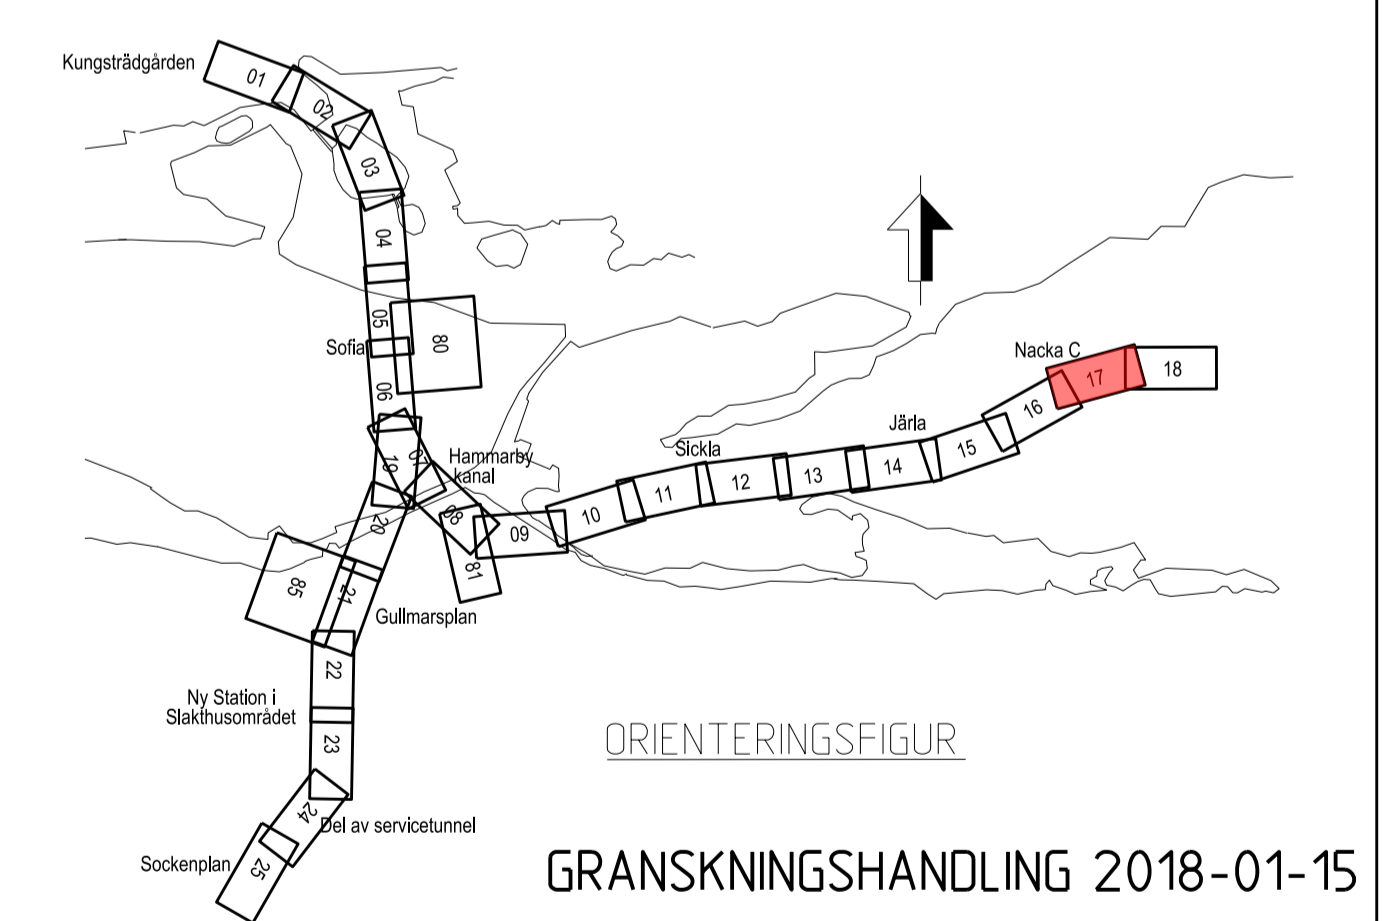 Kungsträdgården
01
02
03
04
05
Sofia
80
06
Nacka C
17
18
16
Järla
15
Sickla
14
13
12
11
10
Hammarby
kanal
07
19
08
09
20
81
85
21
Gullmarsplan
22
Ny Station i
Slakthusområdet
23
ORIENTERINGSFIGUR
24
Del av servicetunnel
Sockenplan
25
GRANSKNINGSHANDLING 2018-01-15